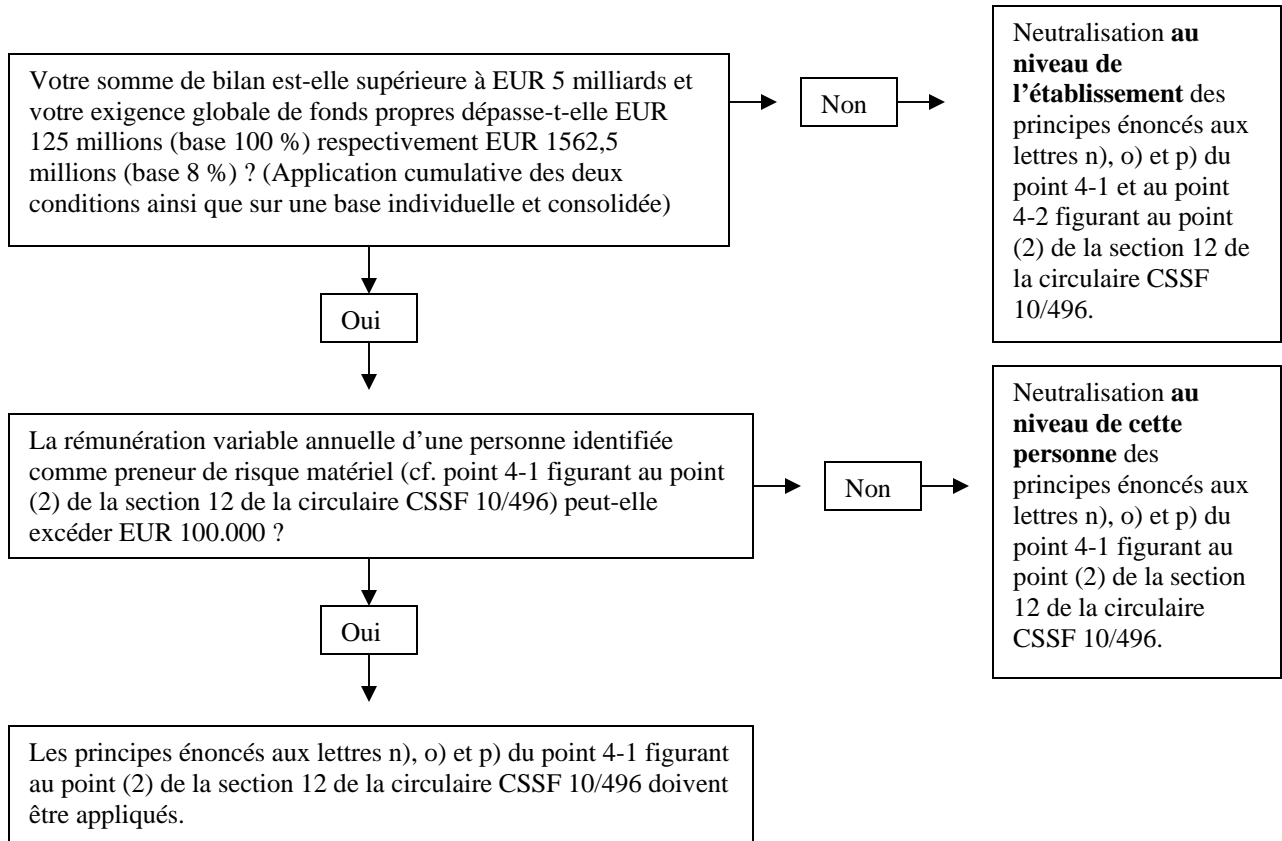 Votre somme de bilan est-elle supérieure à EUR 5 milliards et
votre exigence globale de fonds propres dépasse-t-elle EUR
125 millions (base 100 %) respectivement EUR 1562,5
millions (base 8 %) ? (Application cumulative des deux
conditions ainsi que sur une base individuelle et consolidée)
Non
Neutralisation au
niveau de
l’établissement des
principes énoncés aux
lettres n), o) et p) du
point 4-1 et au point
4-2 figurant au point
(2) de la section 12 de
la circulaire CSSF
10/496.
Oui
La rémunération variable annuelle d’une personne identifiée
comme preneur de risque matériel (cf. point 4-1 figurant au point
(2) de la section 12 de la circulaire CSSF 10/496) peut-elle
excéder EUR 100.000 ?
Non
Neutralisation au
niveau de cette
personne des
principes énoncés aux
lettres n), o) et p) du
point 4-1 figurant au
point (2) de la section
12 de la circulaire
CSSF 10/496.
Oui
Les principes énoncés aux lettres n), o) et p) du point 4-1 figurant
au point (2) de la section 12 de la circulaire CSSF 10/496 doivent
être appliqués.